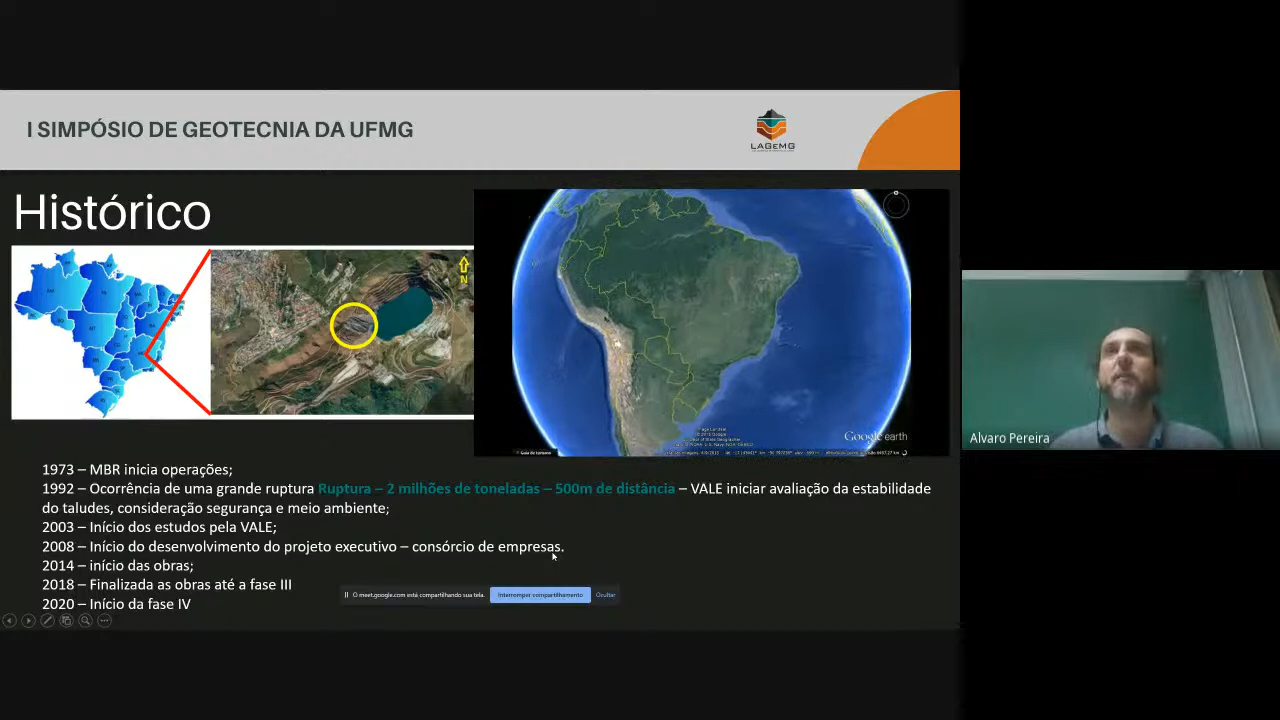 I SIMPÓSIO DE GEOTECNIA DA UFMG
LAGEMG
Histórico
N
Google earth
Guia de turismo
Alvaro Pereira
1973 – MBR inicia operações;
1992 – Ocorrência de uma grande ruptura Ruptura – 2 milhões de toneladas – 500m de distância – VALE iniciar avaliação da estabilidade
do taludes, consideração segurança e meio ambiente;
2003 – Início dos estudos pela VALE;
2008 – Início do desenvolvimento do projeto executivo – consórcio de empresas.
2014 – início das obras;
2018 – Finalizada as obras até a fase III
O meet.google.com está compartilhando sua tela. Interromper compartilhamento Ocultar
2020 – Início da fase IV